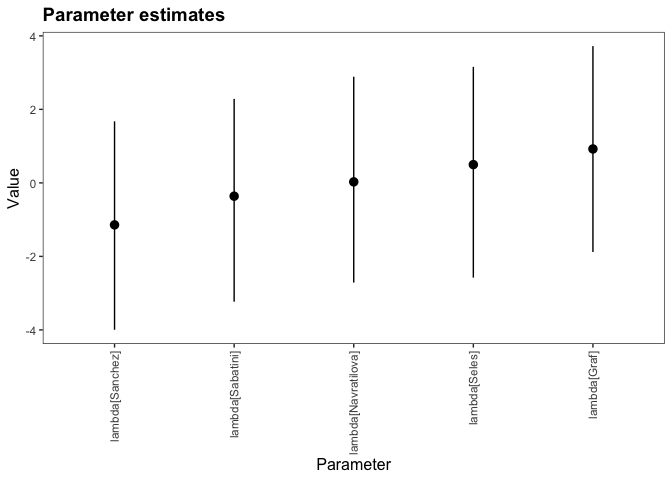 Parameter estimates
4
2
0
-2
-4
Value
lambda[Sanchez]
lambda[Sabatini]
lambda[Navratilova]
lambda[Seles]
lambda[Graf]
Parameter